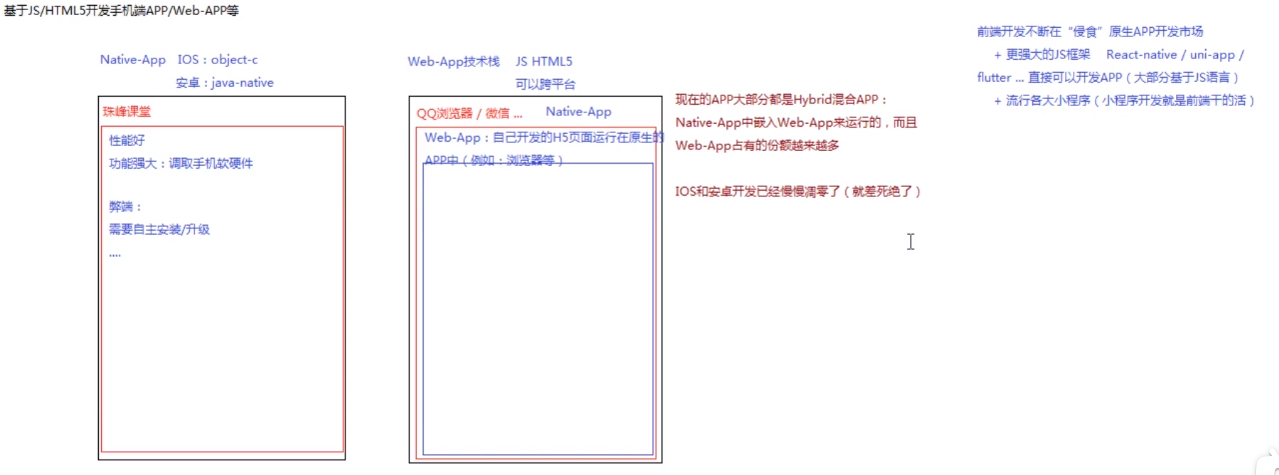 基于JS/HTML5开发手机端APP/Web-APP等
Native-App IOS：object-c
安卓：java-native
珠峰课堂
性能好
功能强大：调取手机软硬件
弊端：
需要自主安装/升级
....
Web-App技术栈 JS HTML5
可以跨平台
QQ浏览器 / 微信 ... Native-App
Web-App：自己开发的H5页面运行在原生的
APP中（例如：浏览器等）
现在的APP大部分都是Hybrid混合APP：
Native-App中嵌入Web-App来运行的，而且
Web-App占有的份额越来越多
IOS和安卓开发已经慢慢凋零了（就差死绝了）
前端开发不断在“侵食”原生APP开发市场
+ 更强大的JS框架 React-native / uni-app /
flutter ... 直接可以开发APP（大部分基于JS语言）
+ 流行各大小程序（小程序开发就是前端干的活）